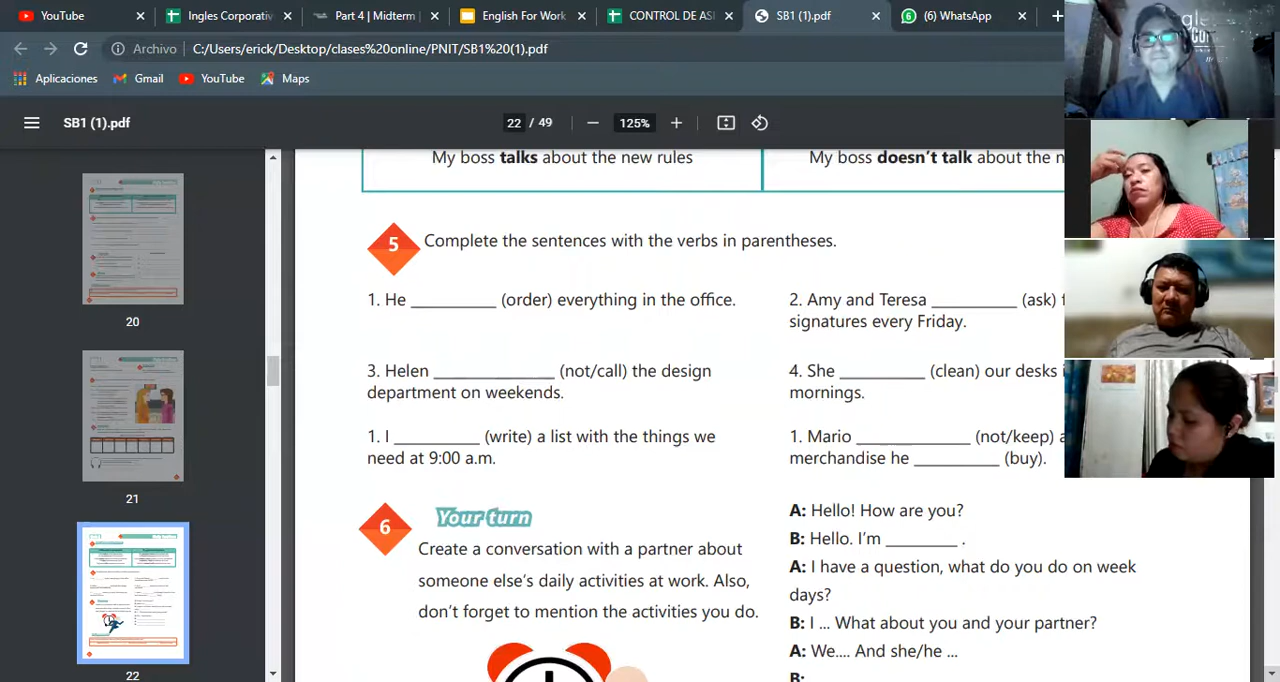 YouTube
Ingles Corporativ
Part 4 | Midterm
English For Work
CONTROL DE ASI
SB1 (1).pdf
(6) WhatsApp
Archivo
C:/Users/erick/Desktop/clases%20online/PNIT/SB1%20(1).pdf
Aplicaciones
Gmail
YouTube
Maps
SB1 (1).pdf
22 / 49
125%
My boss talks about the new rules
My boss doesn't talk about the n
5
Complete the sentences with the verbs in parentheses.
1. He __________ (order) everything in the office.
2. Amy and Teresa __________ (ask) f
signatures every Friday.
3. Helen ______________ (not/call) the design
department on weekends.
4. She __________ (clean) our desks i
mornings.
1. I __________ (write) a list with the things we
need at 9:00 a.m.
1. Mario _____________ (not/keep) a
merchandise he __________ (buy).
6
Your turn
Create a conversation with a partner about
someone else's daily activities at work. Also,
don't forget to mention the activities you do.
A: Hello! How are you?
B: Hello. I'm ________ .
A: I have a question, what do you do on week
days?
B: I ... What about you and your partner?
A: We.... And she/he ...
B:
20
21
22